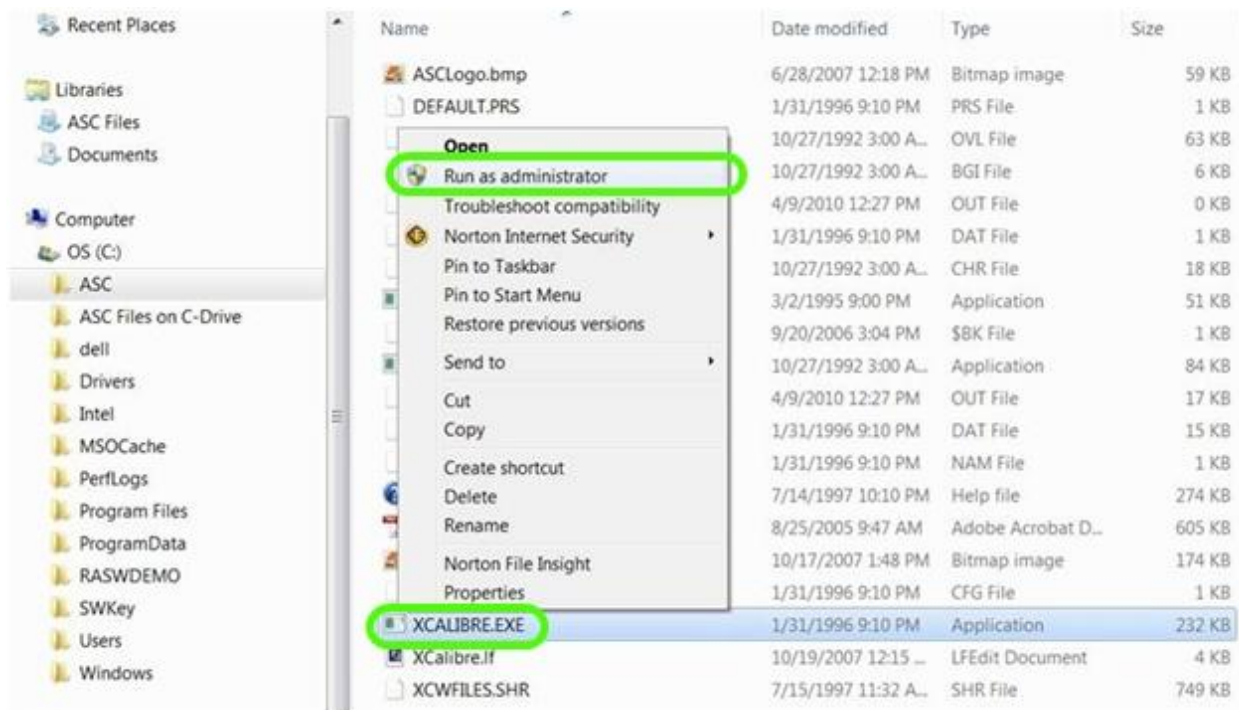 Recent Places
Libraries
ASC Files
Documents
Computer
OS (C:)
ASC
ASC Files on C-Drive
dell
Drivers
Intel
MSOCache
PerfLogs
Program Files
ProgramData
RASWDEMO
SWKey
Users
Windows
Name Date modified Type Size
ASCLogo.bmp 6/28/2007 12:18 PM Bitmap image 59 KB
DEFAULT.PRS 1/31/1996 9:10 PM PRS File 1 KB
10/27/1992 3:00 A... OVL File 63 KB
10/27/1992 3:00 A... BGI File 6 KB
4/9/2010 12:27 PM OUT File 0 KB
1/31/1996 9:10 PM DAT File 1 KB
10/27/1992 3:00 A... CHR File 18 KB
3/2/1995 9:00 PM Application 51 KB
9/20/2006 3:04 PM $BK File 1 KB
10/27/1992 3:00 A... Application 84 KB
4/9/2010 12:27 PM OUT File 17 KB
1/31/1996 9:10 PM DAT File 15 KB
1/31/1996 9:10 PM NAM File 1 KB
7/14/1997 10:10 PM Help file 274 KB
8/25/2005 9:47 AM Adobe Acrobat D... 605 KB
10/17/2007 1:48 PM Bitmap image 174 KB
1/31/1996 9:10 PM CFG File 1 KB
XCALIBRE.EXE 1/31/1996 9:10 PM Application 232 KB
XCalibre.lf 10/19/2007 12:15 ... LFEdit Document 4 KB
XCWFILES.SHR 7/15/1997 11:32 A... SHR File 749 KB
Open
Run as administrator
Troubleshoot compatibility
Norton Internet Security
Pin to Taskbar
Pin to Start Menu
Restore previous versions
Send to
Cut
Copy
Create shortcut
Delete
Rename
Norton File Insight
Properties